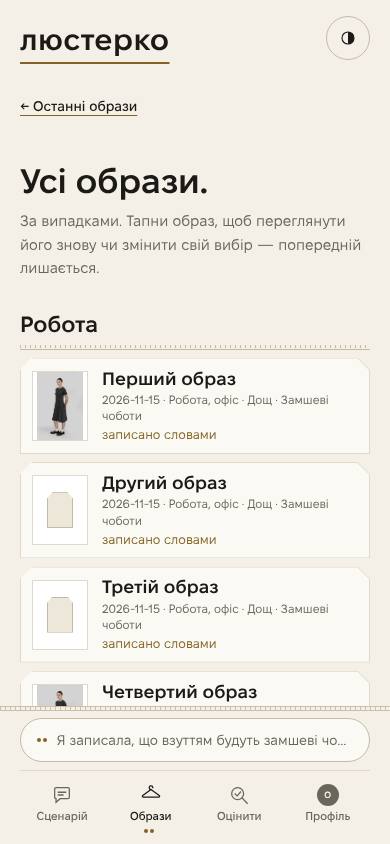 люстерко
← Останні образи
Усі образи.
За випадками. Тапни образ, щоб переглянути
його знову чи змінити свій вибір — попередній
лишається.
Робота
Перший образ
2026-11-15 · Робота, офіс · Дощ · Замшеві
чоботи
записано словами
Другий образ
2026-11-15 · Робота, офіс · Дощ · Замшеві
чоботи
записано словами
Третій образ
2026-11-15 · Робота, офіс · Дощ · Замшеві
чоботи
записано словами
Четвертий образ
Я записала, що взуттям будуть замшеві чо...
Сценарій
Образи
Оцінити
О
Профіль